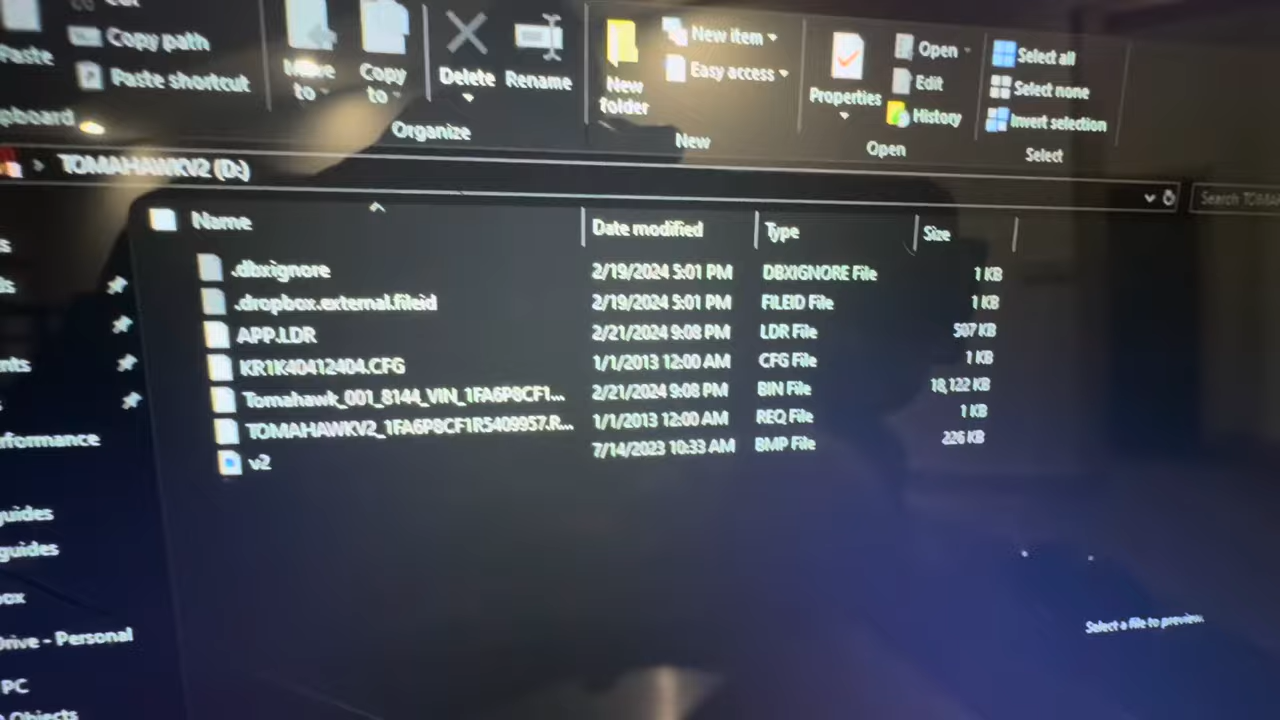 Paste
Copy path
Paste shortcut
Move to
Copy to
Delete
Rename
Organize
New folder
New item
Easy access
New
Properties
Open
Edit
History
Open
Select all
Select none
Invert selection
Select
TOMAHAWKV2 (D:)
Search
Name Date modified Type Size
.dbxignore 2/19/2024 5:01 PM DBXIGNORE File 1 KB
.dropbox.external.fileid 2/19/2024 5:01 PM FILEID File 1 KB
APP.LDR 2/21/2024 9:08 PM LDR File 507 KB
KR1K40412404.CFG 1/1/2013 12:00 AM CFG File 1 KB
Tomahawk_001_8144_VIN_1FA6P8CF1... 2/21/2024 9:08 PM BIN File 18,122 KB
TOMAHAWKV2_1FA6P8CF1R5409957.R... 1/1/2013 12:00 AM REQ File 1 KB
v2 7/14/2023 10:33 AM BMP File 226 KB
guides
guides
Drive - Personal
PC
Objects
Select a file to preview.